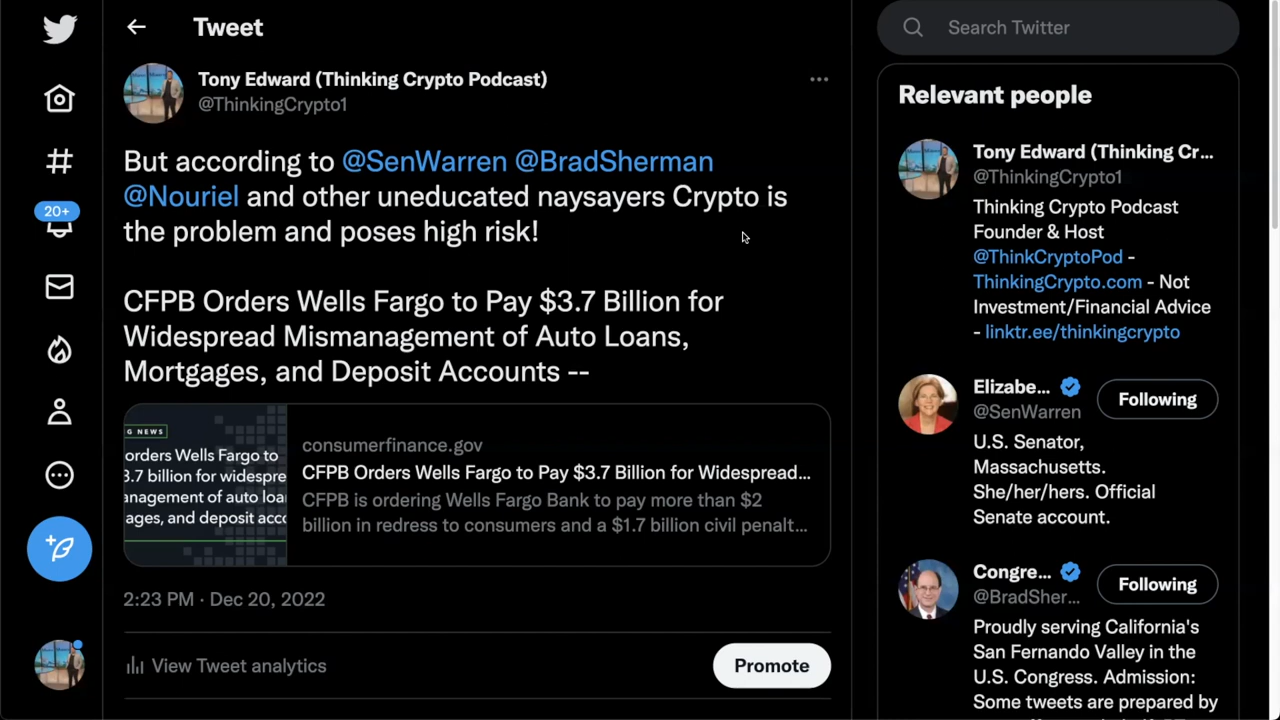 Tweet
Search Twitter
Tony Edward (Thinking Crypto Podcast)
@ThinkingCrypto1
But according to @SenWarren @BradSherman
@Nouriel and other uneducated naysayers Crypto is
the problem and poses high risk!
CFPB Orders Wells Fargo to Pay $3.7 Billion for
Widespread Mismanagement of Auto Loans,
Mortgages, and Deposit Accounts --
G NEWS
orders Wells Fargo to
3.7 billion for widespre
anagement of auto loa
ages, and deposit acco
consumerfinance.gov
CFPB Orders Wells Fargo to Pay $3.7 Billion for Widespread...
CFPB is ordering Wells Fargo Bank to pay more than $2
billion in redress to consumers and a $1.7 billion civil penalt...
2:23 PM · Dec 20, 2022
View Tweet analytics
Promote
20+
Relevant people
Tony Edward (Thinking Cr...
@ThinkingCrypto1
Thinking Crypto Podcast
Founder & Host
@ThinkCryptoPod -
ThinkingCrypto.com - Not
Investment/Financial Advice
- linktr.ee/thinkingcrypto
Elizabe...
Following
@SenWarren
U.S. Senator,
Massachusetts.
She/her/hers. Official
Senate account.
Congre...
Following
@BradSher...
Proudly serving California's
San Fernando Valley in the
U.S. Congress. Admission:
Some tweets are prepared by